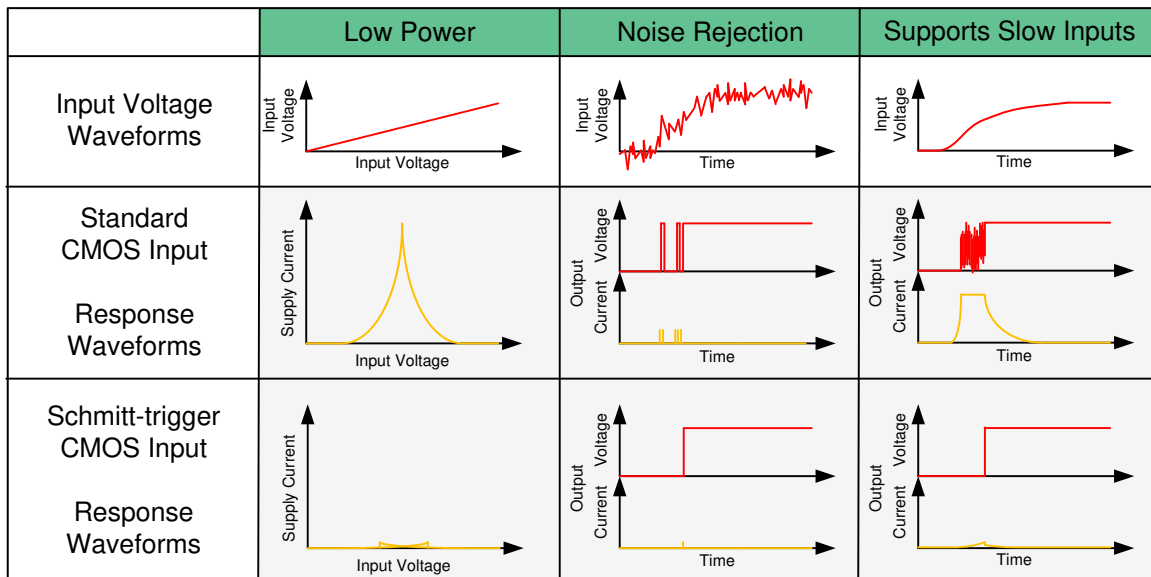 Low Power
Noise Rejection
Supports Slow Inputs
Input Voltage
Waveforms
Input
Voltage
Input Voltage
Input
Voltage
Time
Input
Voltage
Time
Standard
CMOS Input
Response
Waveforms
Supply Current
Input Voltage
Output
Current
Voltage
Time
Output
Current
Voltage
Time
Schmitt-trigger
CMOS Input
Response
Waveforms
Supply Current
Input Voltage
Output
Current
Voltage
Time
Output
Current
Voltage
Time